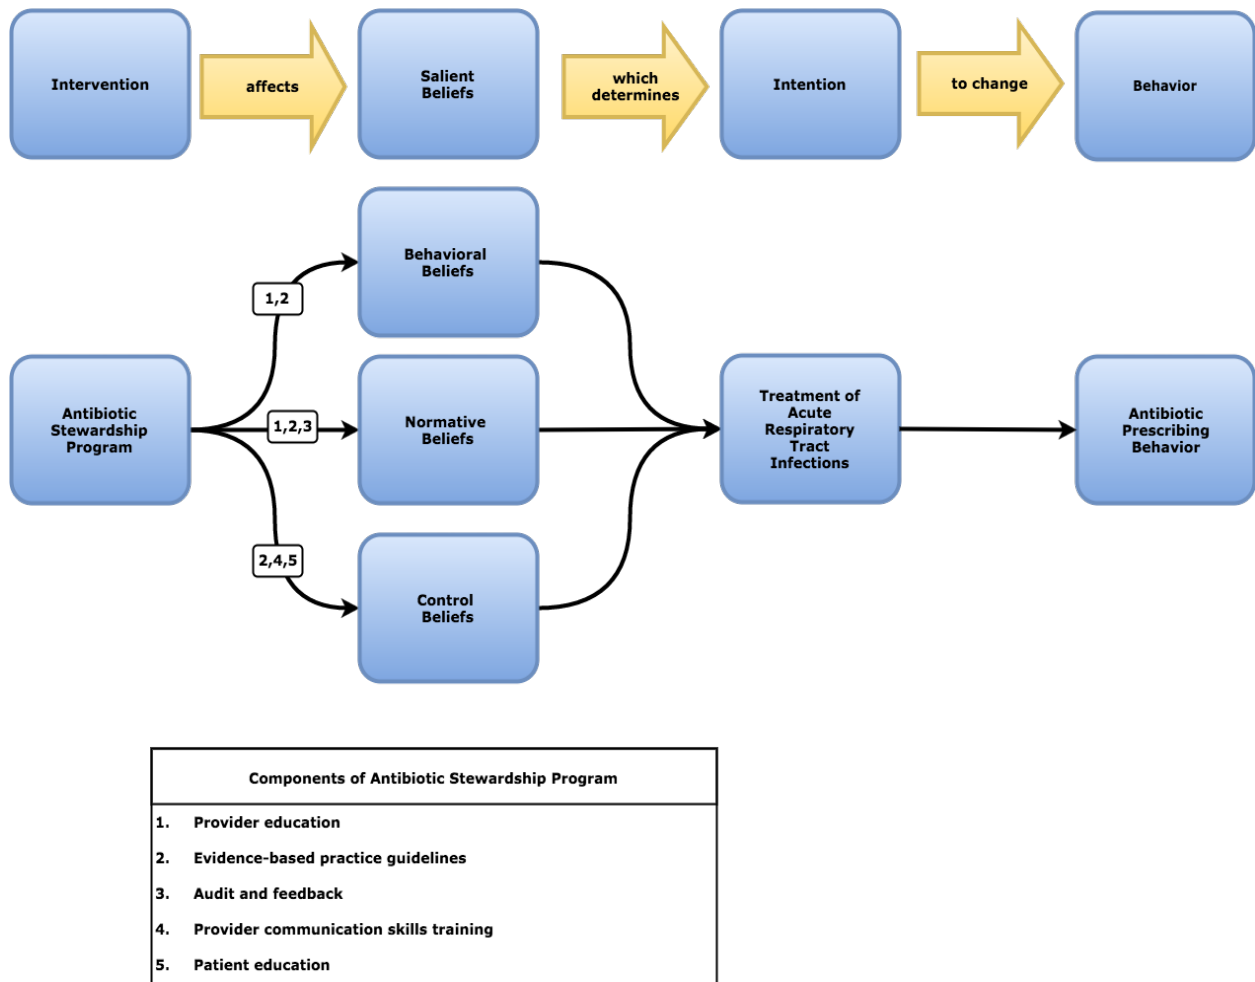 Intervention
affects
Salient
Beliefs
which
determines
Intention
to change
Behavior
Behavioral
Beliefs
1,2
Antibiotic
Stewardship
Program
1,2,3
Normative
Beliefs
Treatment of
Acute
Respiratory
Tract
Infections
Antibiotic
Prescribing
Behavior
2,4,5
Control
Beliefs
Components of Antibiotic Stewardship Program
1. Provider education
2. Evidence-based practice guidelines
3. Audit and feedback
4. Provider communication skills training
5. Patient education